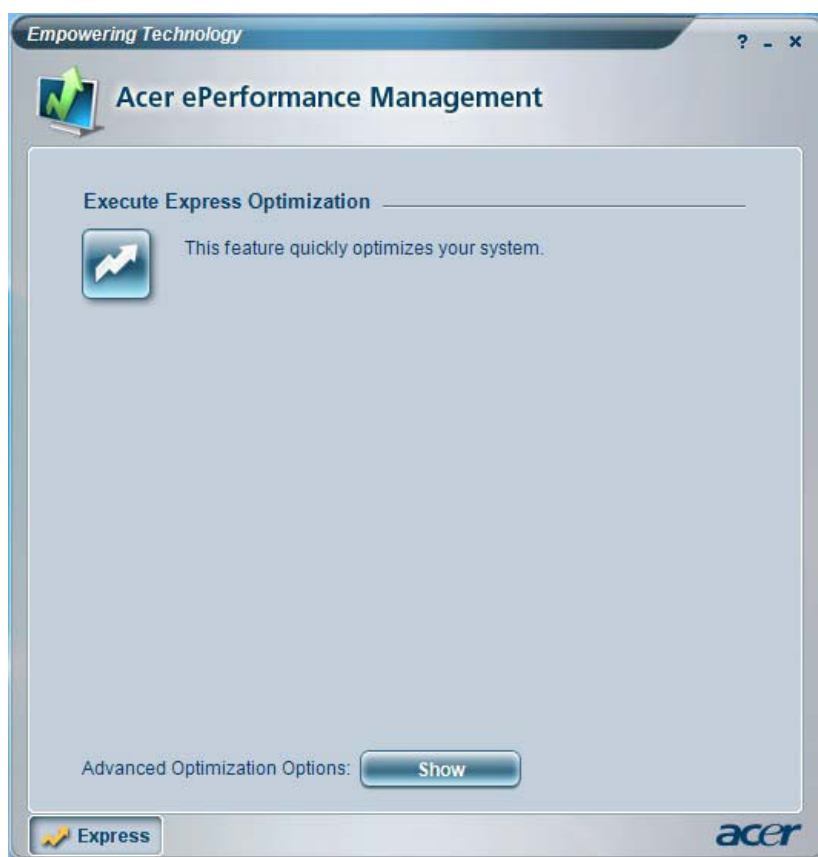 Empowering Technology
? - x
Acer ePerformance Management
Execute Express Optimization
This feature quickly optimizes your system.
Advanced Optimization Options: Show
Express
acer